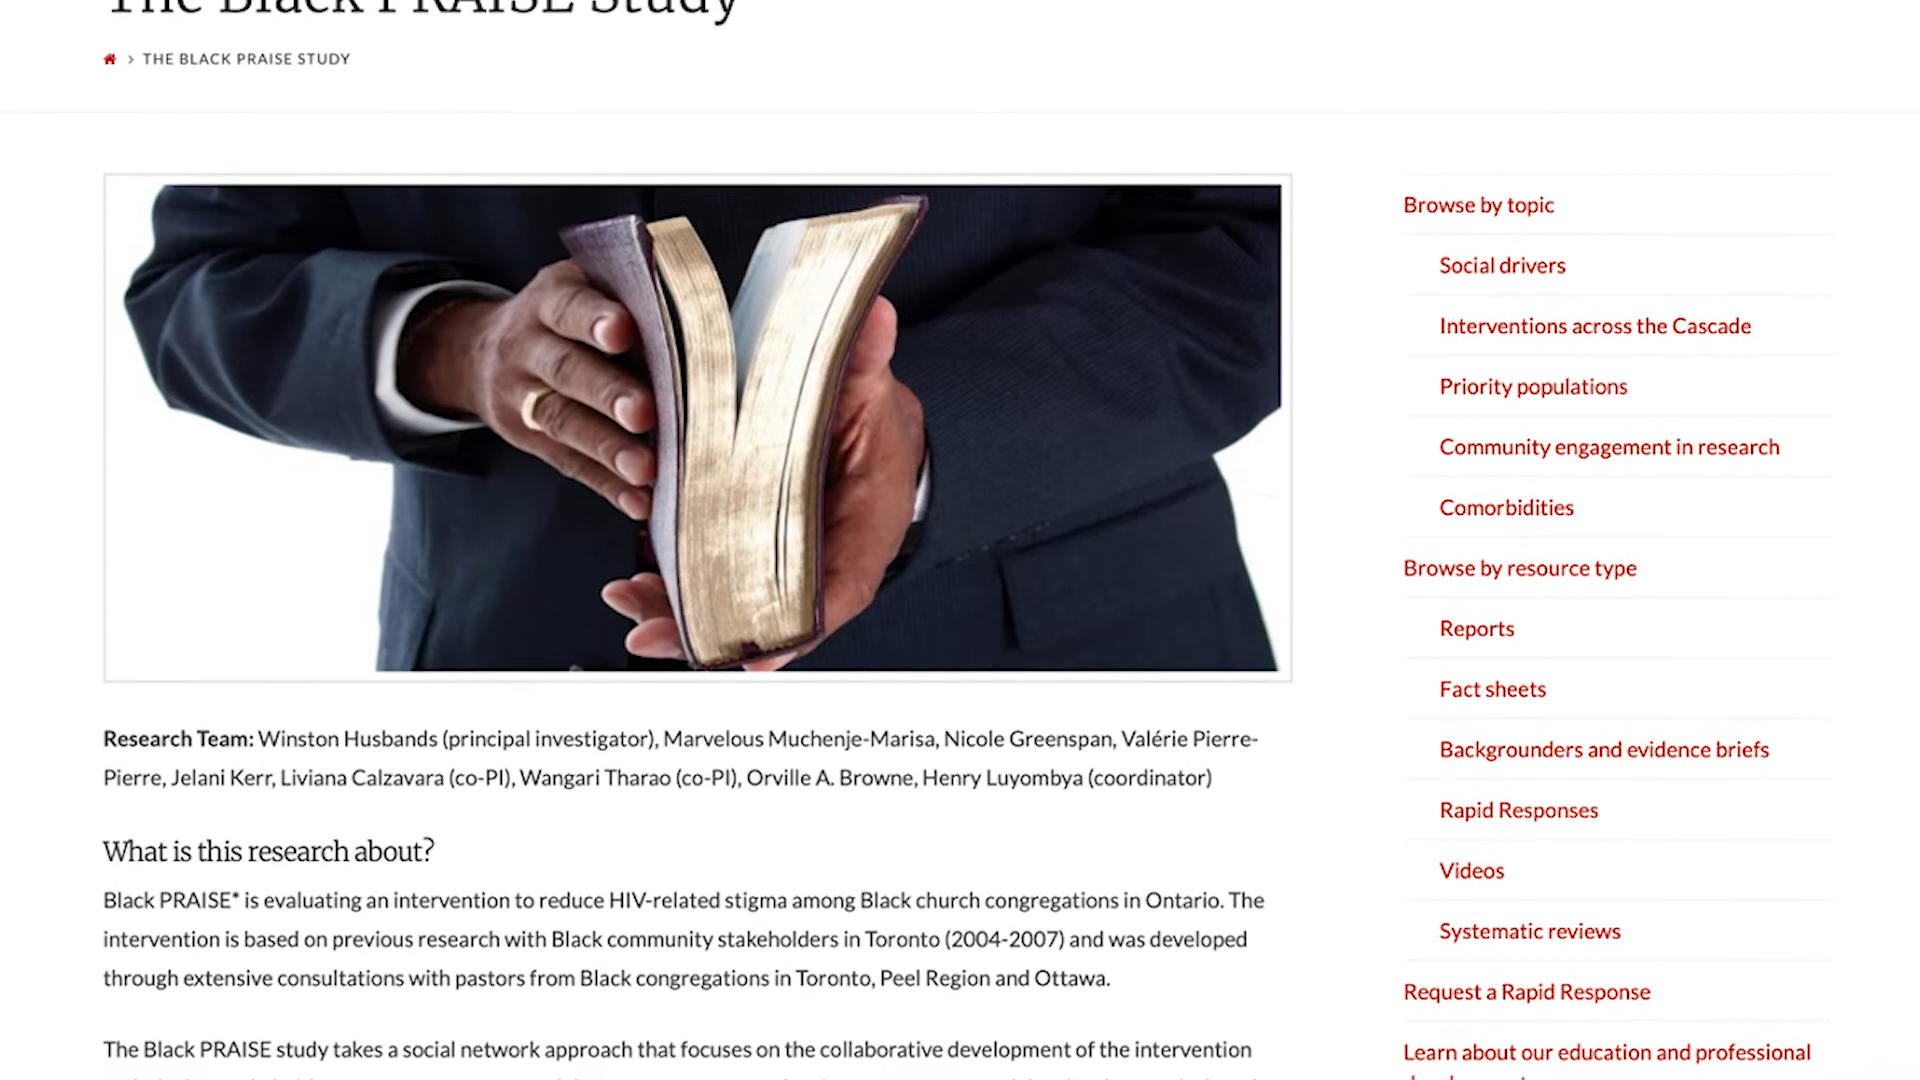 The Black PRAISE Study
THE BLACK PRAISE STUDY
Research Team: Winston Husbands (principal investigator), Marvelous Muchenje-Marisa, Nicole Greenspan, Valérie Pierre-
Pierre, Jelani Kerr, Liviana Calzavara (co-PI), Wangari Tharao (co-PI), Orville A. Browne, Henry Luyombya (coordinator)
What is this research about?
Black PRAISE* is evaluating an intervention to reduce HIV-related stigma among Black church congregations in Ontario. The
intervention is based on previous research with Black community stakeholders in Toronto (2004-2007) and was developed
through extensive consultations with pastors from Black congregations in Toronto, Peel Region and Ottawa.
The Black PRAISE study takes a social network approach that focuses on the collaborative development of the intervention
Browse by topic
Social drivers
Interventions across the Cascade
Priority populations
Community engagement in research
Comorbidities
Browse by resource type
Reports
Fact sheets
Backgrounders and evidence briefs
Rapid Responses
Videos
Systematic reviews
Request a Rapid Response
Learn about our education and professional